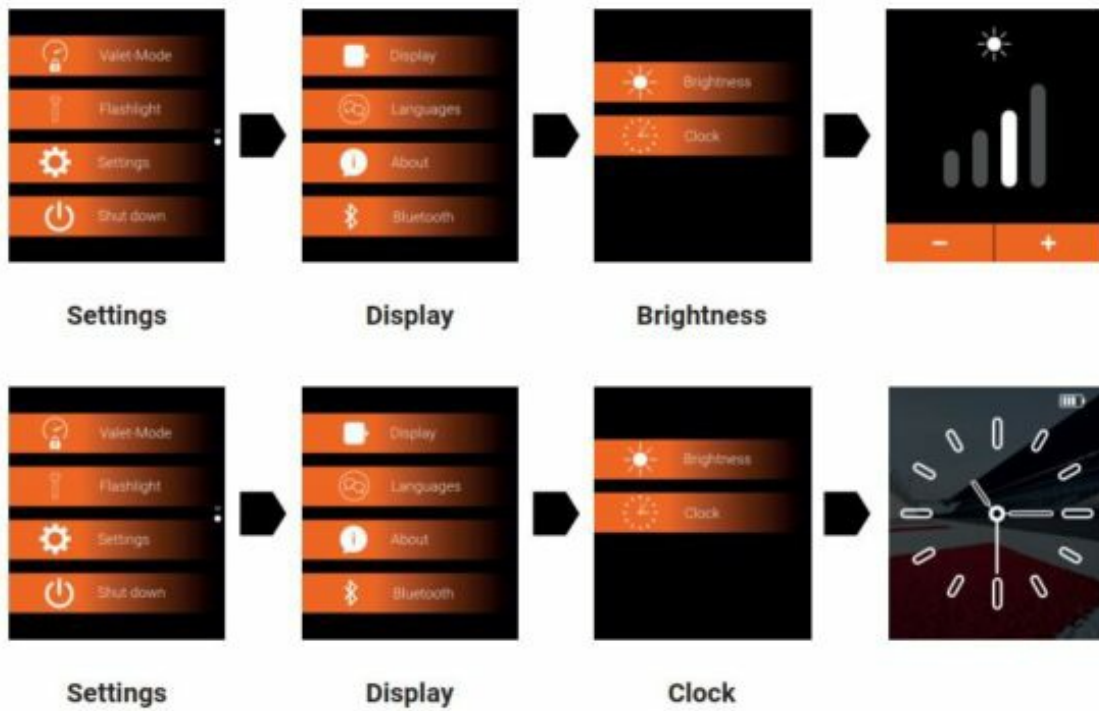 Valet-Mode
Flashlight
Settings
Shut down
Display
Languages
About
Bluetooth
Brightness
Clock
− +
Settings Display Brightness
Valet-Mode
Flashlight
Settings
Shut down
Display
Languages
About
Bluetooth
Brightness
Clock
Settings Display Clock